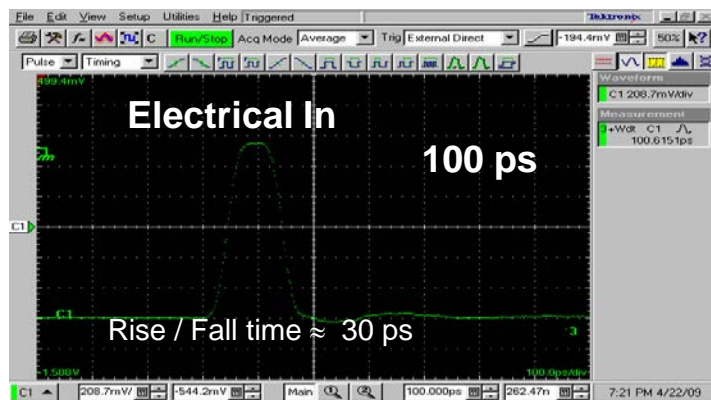 File Edit View Setup Utilities Help Triggered Tektronix
C Run/Stop Acq Mode Average Trig External Direct -194.4mV 50%
Pulse Timing
499.4mV
Waveform
C1 208.7mV/div
Measurement
3+Wdt C1
100.6151ps
Electrical In
100 ps
C1
C1
Rise / Fall time ≈ 30 ps
3
-1.588V
100.0ps/div
C1 208.7mV/ -544.2mV Main 100.000ps 262.47n 7:21 PM 4/22/09